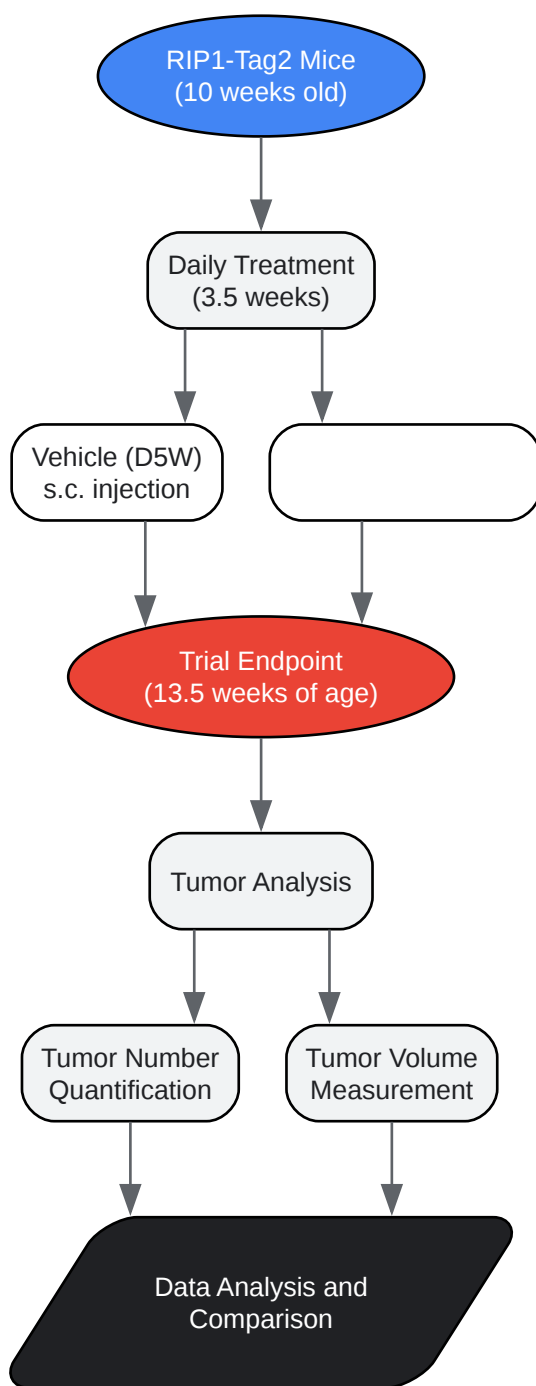 RIP1-Tag2 Mice
(10 weeks old)
Daily Treatment
(3.5 weeks)
Vehicle (D5W)
s.c. injection
Trial Endpoint
(13.5 weeks of age)
Tumor Analysis
Tumor Number
Quantification
Tumor Volume
Measurement
Data Analysis and
Comparison